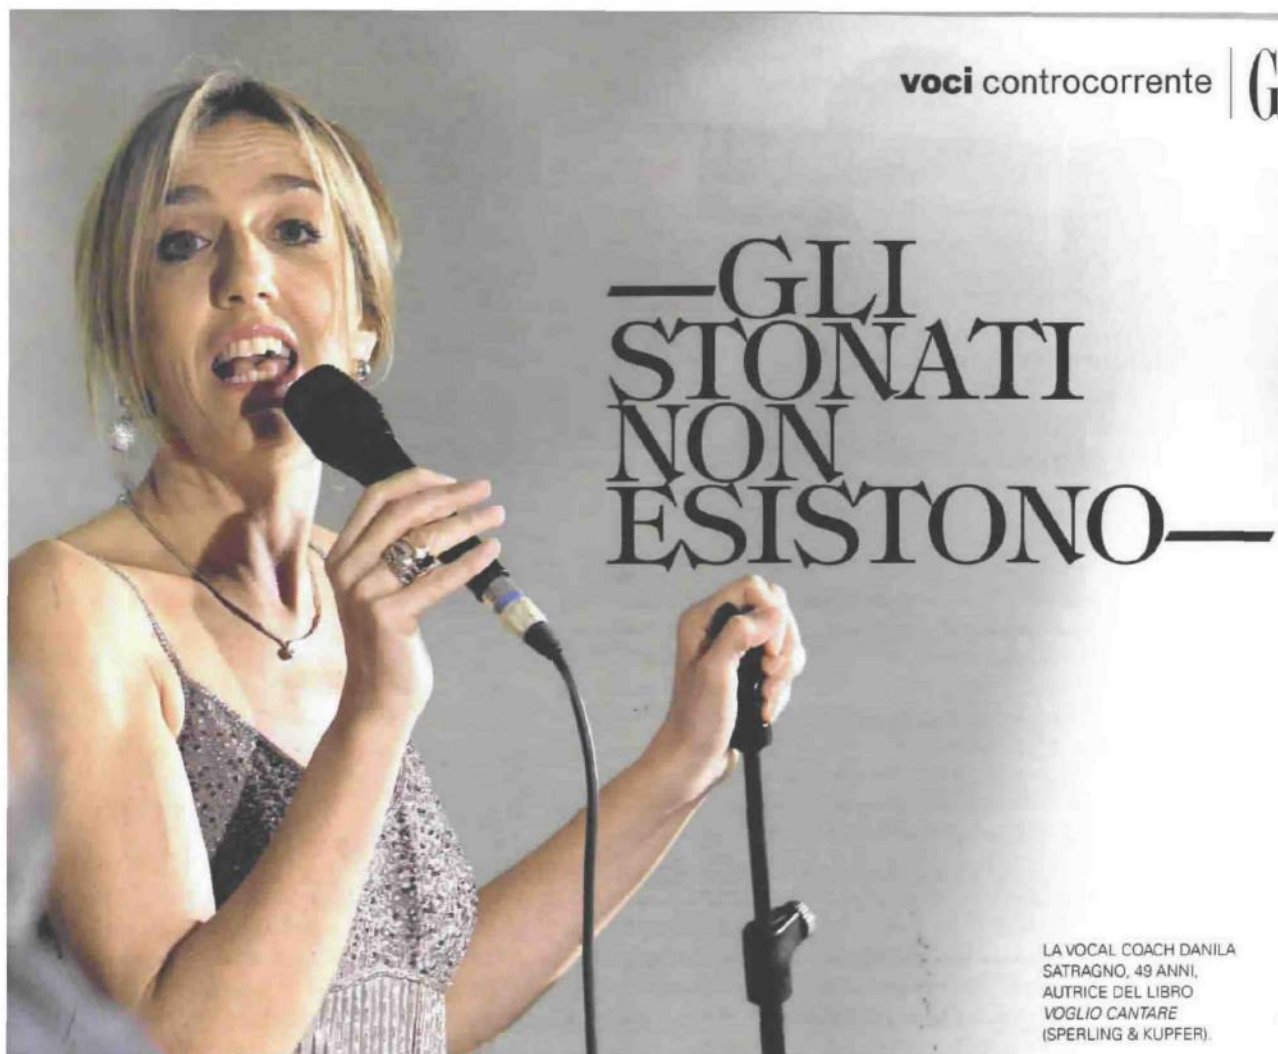 voci controcorrente | G
—GLI
STONATI
NON
ESISTONO—
LA VOCAL COACH DANILA
SATRAGNO, 49 ANNI,
AUTRICE DEL LIBRO
VOGLIO CANTARE
(SPERLING & KUPFER).